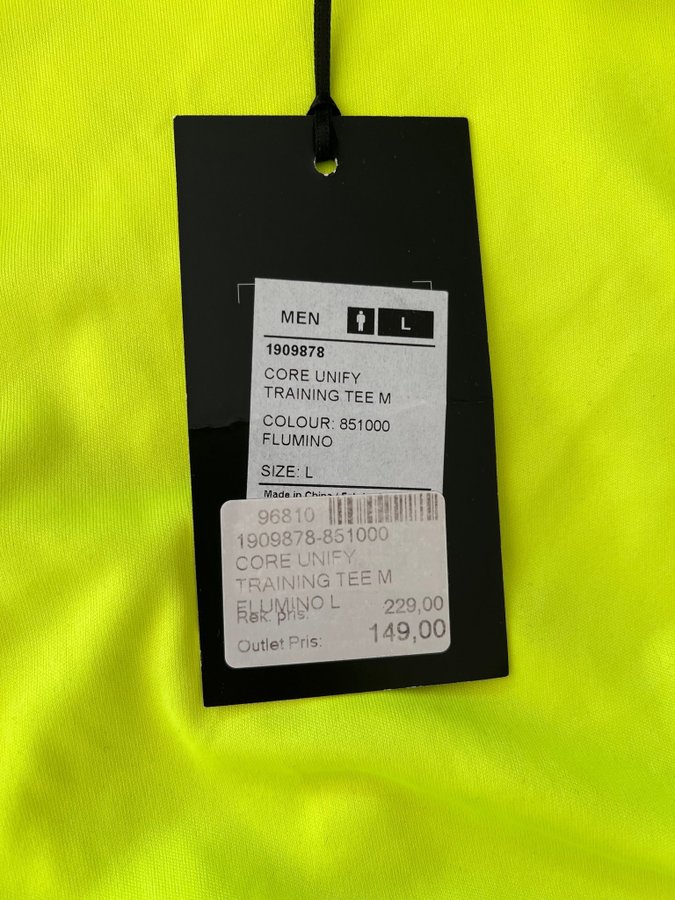 MEN
L
1909878
CORE UNIFY
TRAINING TEE M
COLOUR: 851000
FLUMINO
SIZE: L
Made in China /
96810
1909878-851000
CORE UNIFY
TRAINING TEE M
FLUMINO L
Rek. pris: 229,00
Outlet Pris: 149,00